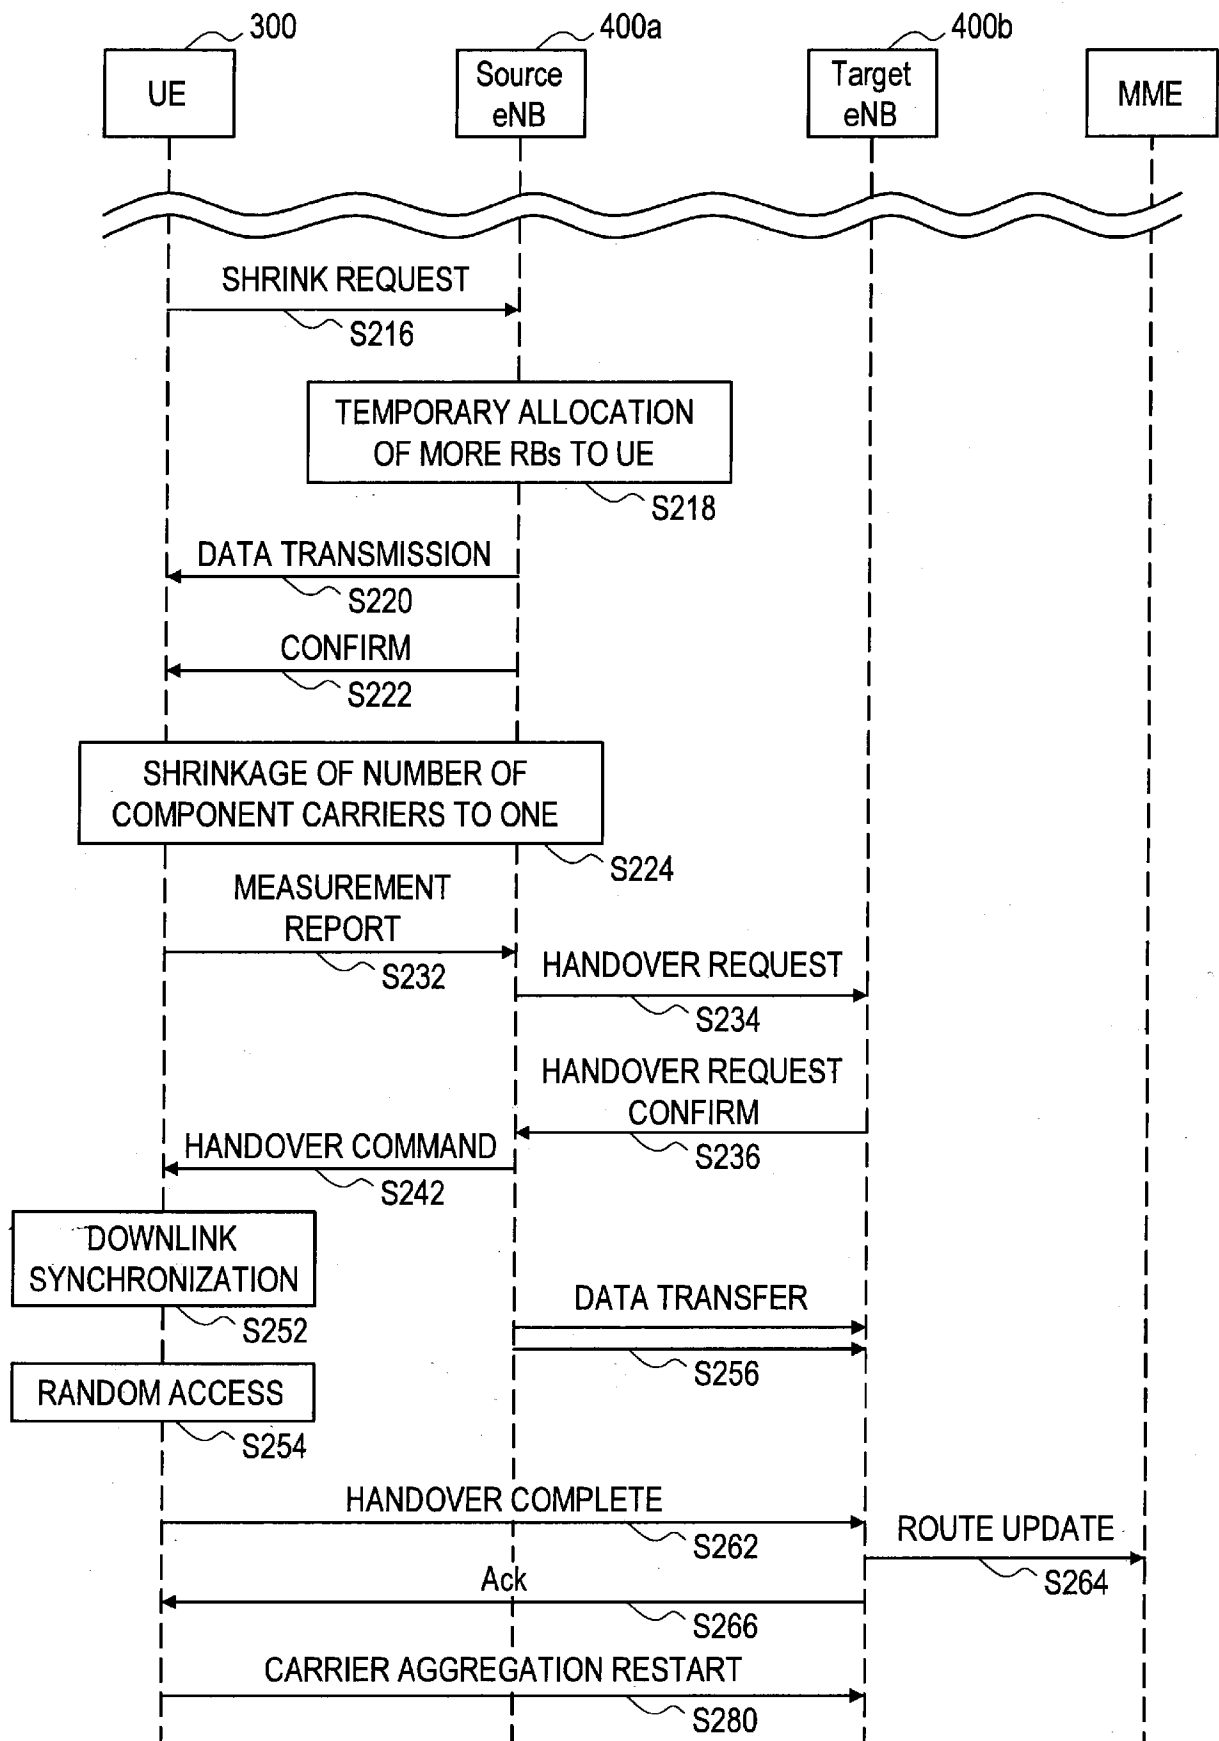 300
400a
400b
UE
Source
eNB
Target
eNB
MME
SHRINK REQUEST
S216
TEMPORARY ALLOCATION
OF MORE RBs TO UE
S218
DATA TRANSMISSION
S220
CONFIRM
S222
SHRINKAGE OF NUMBER OF
COMPONENT CARRIERS TO ONE
S224
MEASUREMENT
REPORT
S232
HANDOVER REQUEST
S234
HANDOVER REQUEST
CONFIRM
S236
HANDOVER COMMAND
S242
DOWNLINK
SYNCHRONIZATION
S252
DATA TRANSFER
S256
RANDOM ACCESS
S254
HANDOVER COMPLETE
S262
ROUTE UPDATE
S264
Ack
S266
CARRIER AGGREGATION RESTART
S280